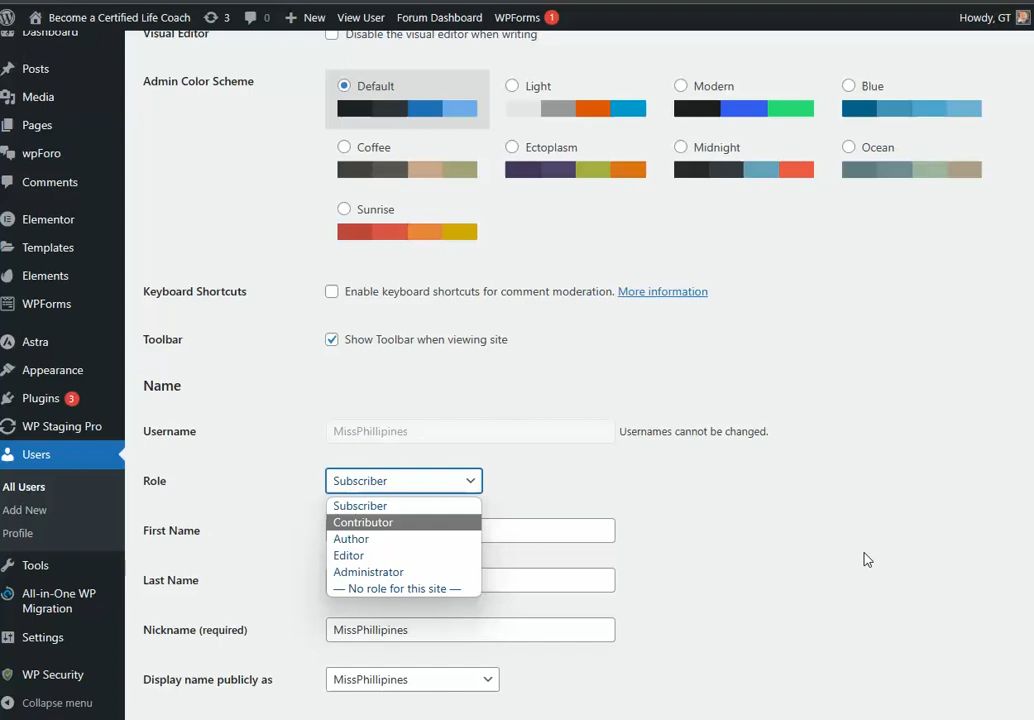 Become a Certified Life Coach 3 0 New View User Forum Dashboard WPForms 1 Howdy, GT
Dashboard
Posts
Media
Pages
wpForo
Comments
Elementor
Templates
Elements
WPForms
Astra
Appearance
Plugins 3
WP Staging Pro
Users
All Users
Add New
Profile
Tools
All-in-One WP
Migration
Settings
WP Security
Collapse menu
Visual Editor Disable the visual editor when writing
Admin Color Scheme Default Light Modern Blue
Coffee Ectoplasm Midnight Ocean
Sunrise
Keyboard Shortcuts Enable keyboard shortcuts for comment moderation. More information
Toolbar Show Toolbar when viewing site
Name
Username MissPhillipines Usernames cannot be changed.
Role Subscriber
Subscriber
Contributor
Author
Editor
Administrator
— No role for this site —
First Name
Last Name
Nickname (required) MissPhillipines
Display name publicly as MissPhillipines